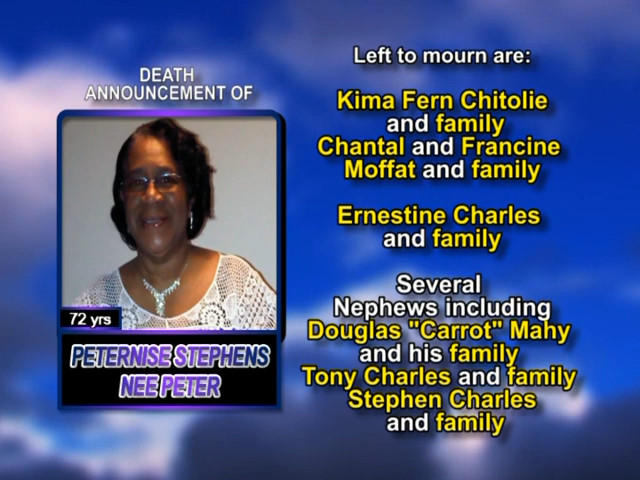 DEATH
ANNOUNCEMENT OF
72 yrs
PETERNISE STEPHENS
NEE PETER
Left to mourn are:
Kima Fern Chitolie
and family
Chantal and Francine
Moffat and family
Ernestine Charles
and family
Several
Nephews including
Douglas "Carrot" Mahy
and his family
Tony Charles and family
Stephen Charles
and family